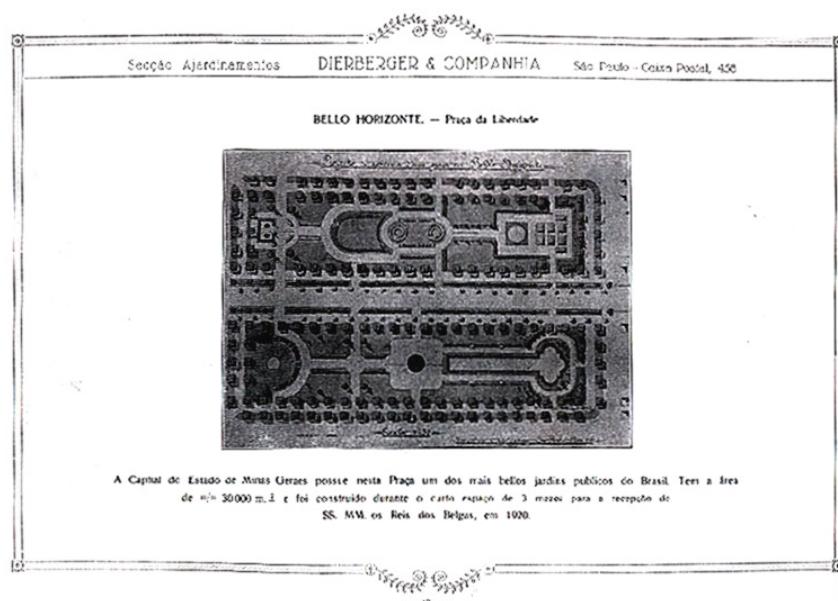 Secção Ajardinamentos DIERBERGER & COMPANHIA São Paulo - Caixa Postal, 458
BELLO HORIZONTE. — Praça da Liberdade
A Capital do Estado de Minas Geraes possue nesta Praça um dos mais bellos jardins publicos do Brasil. Tem a área
de 30000 m. 2 e foi construido durante o curto espaço de 3 mezes para a recepção de
SS. MM. os Reis dos Belgas, em 1920.